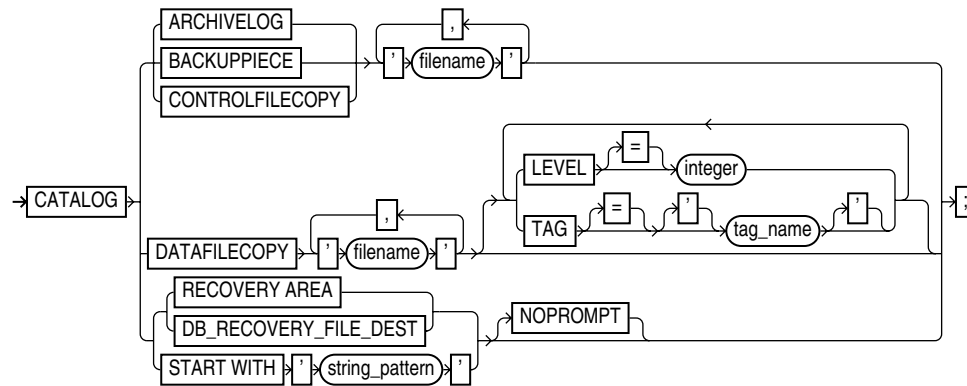 ARCHIVELOG
,
BACKUPPIECE ' filename '
CONTROLFILECOPY
LEVEL = integer
CATALOG ;
, TAG = ' tag_name '
DATAFILECOPY ' filename '
RECOVERY AREA
DB_RECOVERY_FILE_DEST NOPROMPT
START WITH ' string_pattern '